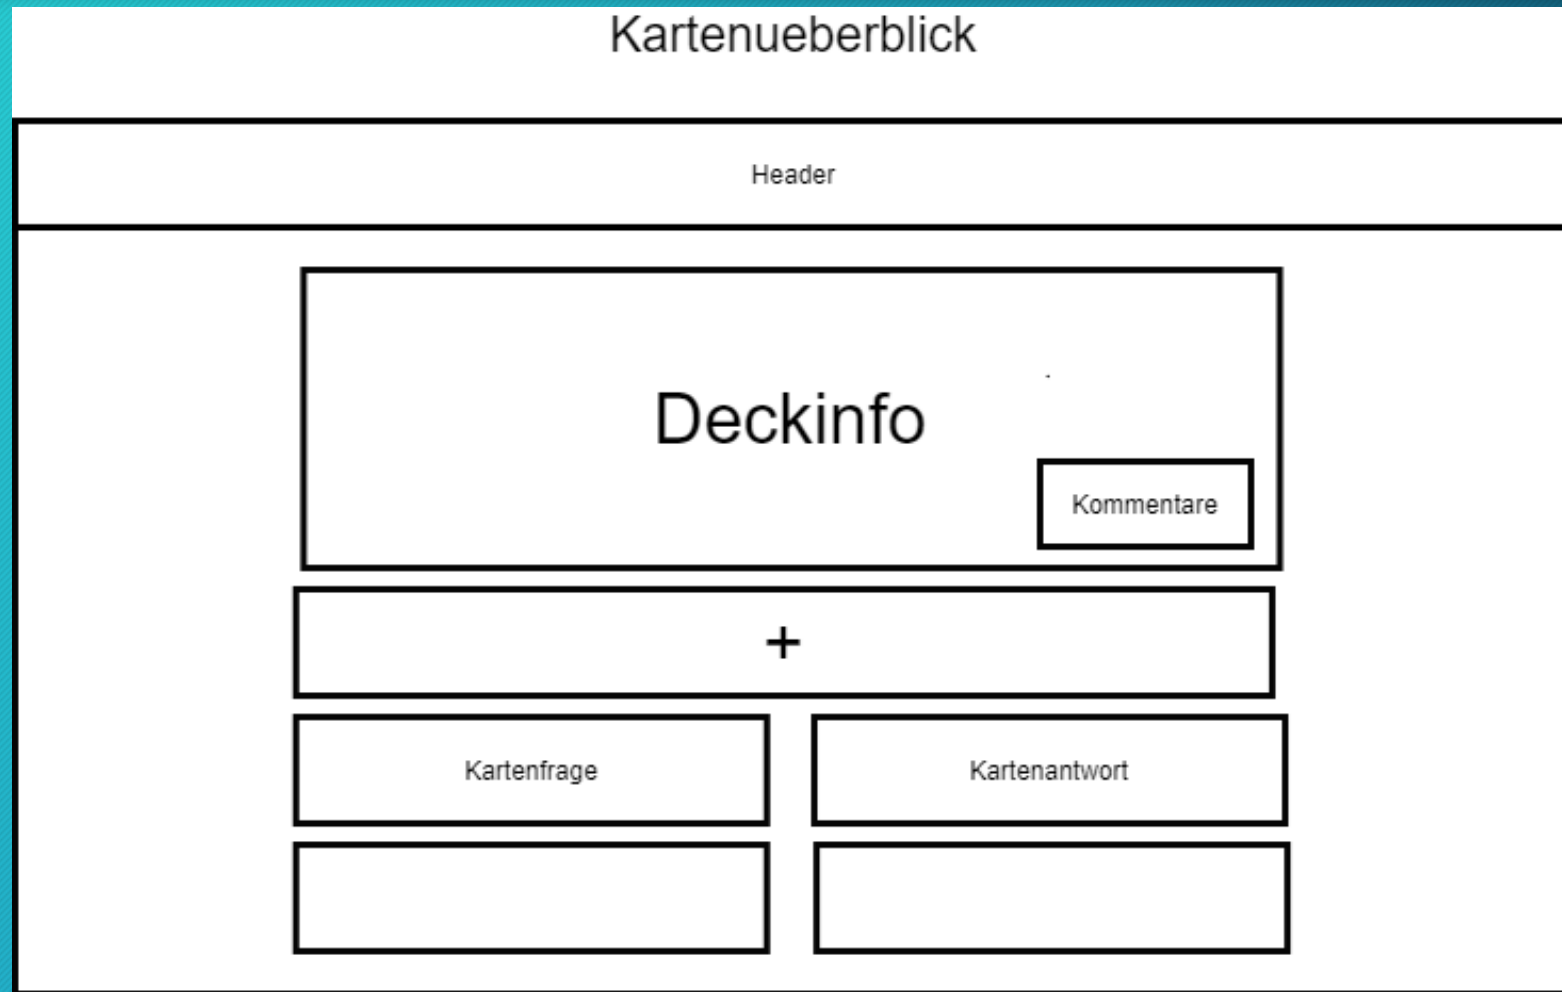 Kartenueberblick
Header
Deckinfo
Kommentare
+
Kartenfrage
Kartenantwort